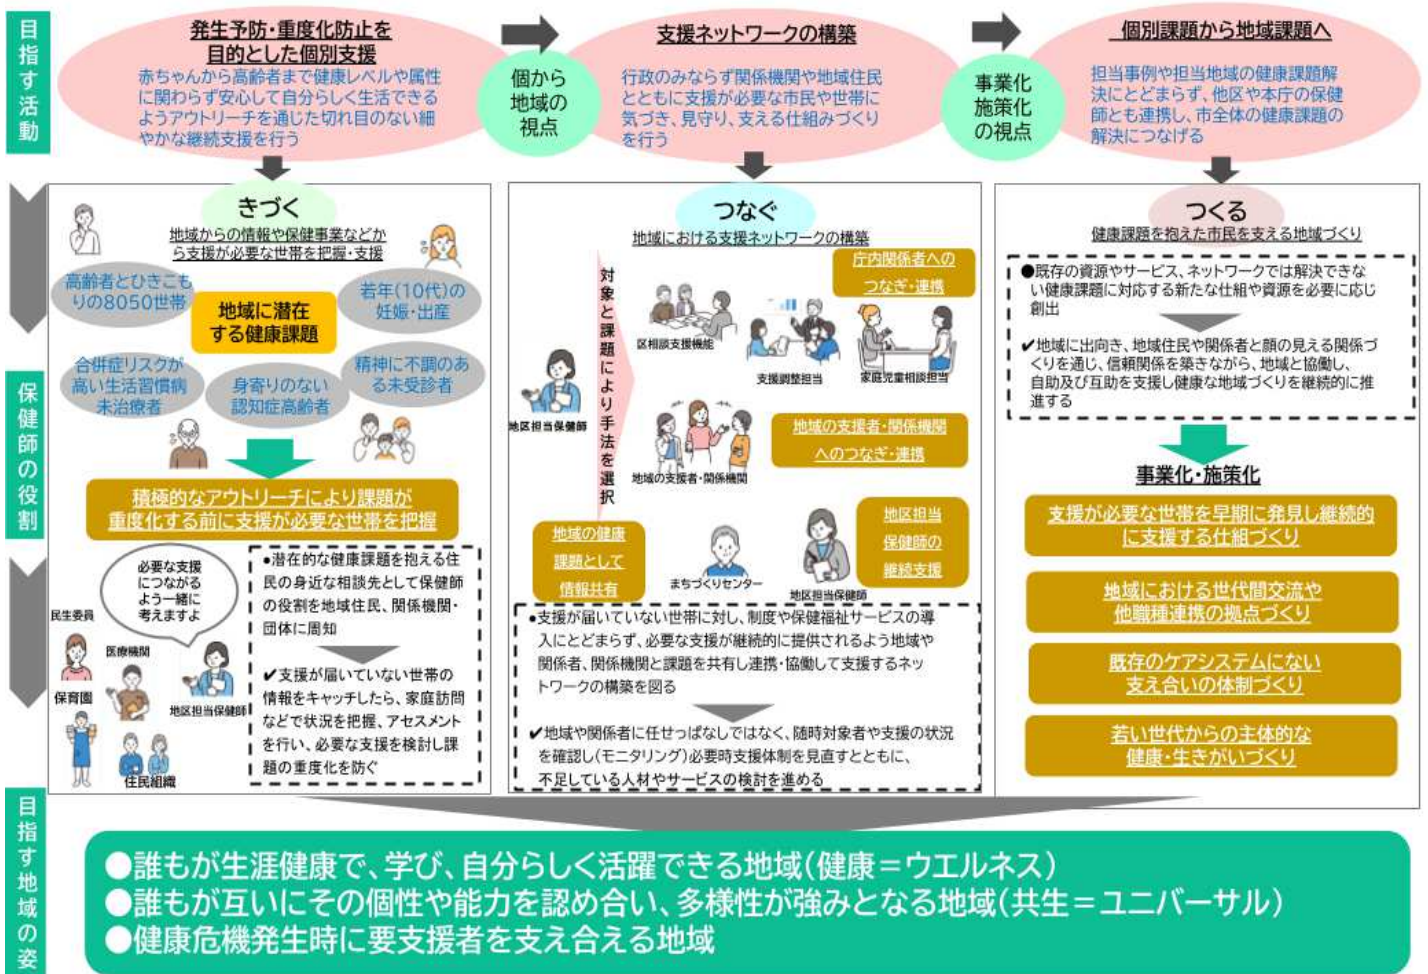 目指す活動
発生予防・重度化防止を
目的とした個別支援
赤ちゃんから高齢者まで健康レベルや属性
に関わらず安心して自分らしく生活できる
ようアウトリーチを通じた切れ目のない細
やかな継続支援を行う
個から
地域の
視点
支援ネットワークの構築
行政のみならず関係機関や地域住民
とともに支援が必要な市民や世帯に
気づき、見守り、支える仕組みづくり
を行う
事業化
施策化
の視点
個別課題から地域課題へ
担当事例や担当地域の健康課題解
決にとどまらず、他区や本庁の保健
師とも連携し、市全体の健康課題の
解決につなげる
保健師の役割
きづく
地域からの情報や保健事業などか
ら支援が必要な世帯を把握・支援
高齢者とひきこも
りの8050世帯
地域に潜在
する健康課題
若年(10代)の
妊娠・出産
合併症リスクが
高い生活習慣病
未治療者
身寄りのない
認知症高齢者
精神に不調のあ
る未受診者
積極的なアウトリーチにより課題が
重度化する前に支援が必要な世帯を把握
必要な支援
につながる
よう一緒に
考えますよ
民生委員
医療機関
保育園
地区担当保健師
住民組織
●潜在的な健康課題を抱える住
民の身近な相談先として保健師
の役割を地域住民、関係機関・
団体に周知
✔支援が届いていない世帯の
情報をキャッチしたら、家庭訪問
などで状況を把握、アセスメント
を行い、必要な支援を検討し課
題の重度化を防ぐ
つなぐ
地域における支援ネットワークの構築
対象と課題により手法を選択
庁内関係者への
つなぎ・連携
区相談支援機能
支援調整担当
家庭児童相談担当
地区担当保健師
地域の支援者・関係機関
へのつなぎ・連携
地域の支援者・関係機関
地域の健康
課題として
情報共有
まちづくりセンター
地区担当保健師
地区担当
保健師の
継続支援
●支援が届いていない世帯に対し、制度や保健福祉サービスの導
入にとどまらず、必要な支援が継続的に提供されるよう地域や
関係者、関係機関と課題を共有し連携・協働して支援するネッ
トワークの構築を図る
✔地域や関係者に任せっぱなしではなく、随時対象者や支援の状況
を確認し(モニタリング)必要時支援体制を見直すとともに、
不足している人材やサービスの検討を進める
つくる
健康課題を抱えた市民を支える地域づくり
●既存の資源やサービス、ネットワークでは解決できな
い健康課題に対応する新たな仕組や資源を必要に応じ
創出
✔地域に出向き、地域住民や関係者と顔の見える関係づ
くりを通じ、信頼関係を築きながら、地域と協働し、
自助及び互助を支援し健康な地域づくりを継続的に推
進する
事業化・施策化
支援が必要な世帯を早期に発見し継続的
に支援する仕組づくり
地域における世代間交流や
他職種連携の拠点づくり
既存のケアシステムにない
支え合いの体制づくり
若い世代からの主体的な
健康・生きがいづくり
目指す地域の姿
●誰もが生涯健康で、学び、自分らしく活躍できる地域(健康＝ウエルネス)
●誰もが互いにその個性や能力を認め合い、多様性が強みとなる地域(共生＝ユニバーサル)
●健康危機発生時に要支援者を支え合える地域